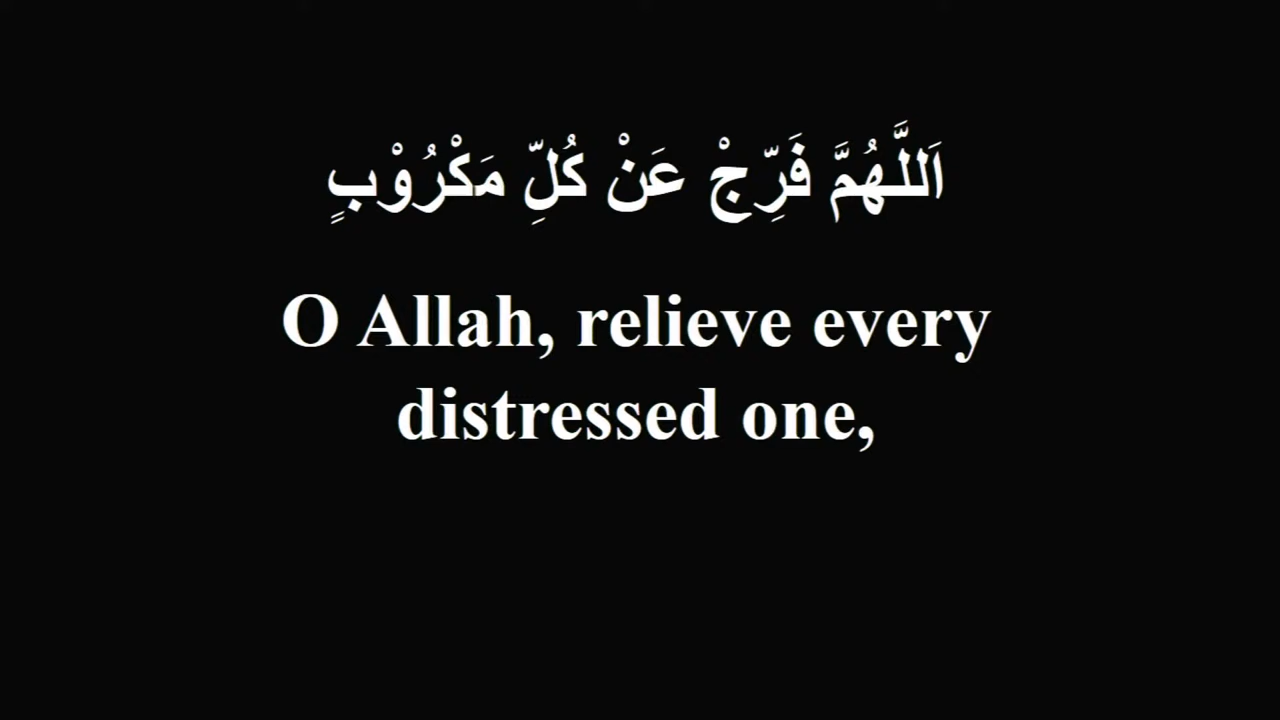 اَللَّهُمَّ فَرِّجْ عَنْ كُلِّ مَكْرُوْبٍ
O Allah, relieve every
distressed one,